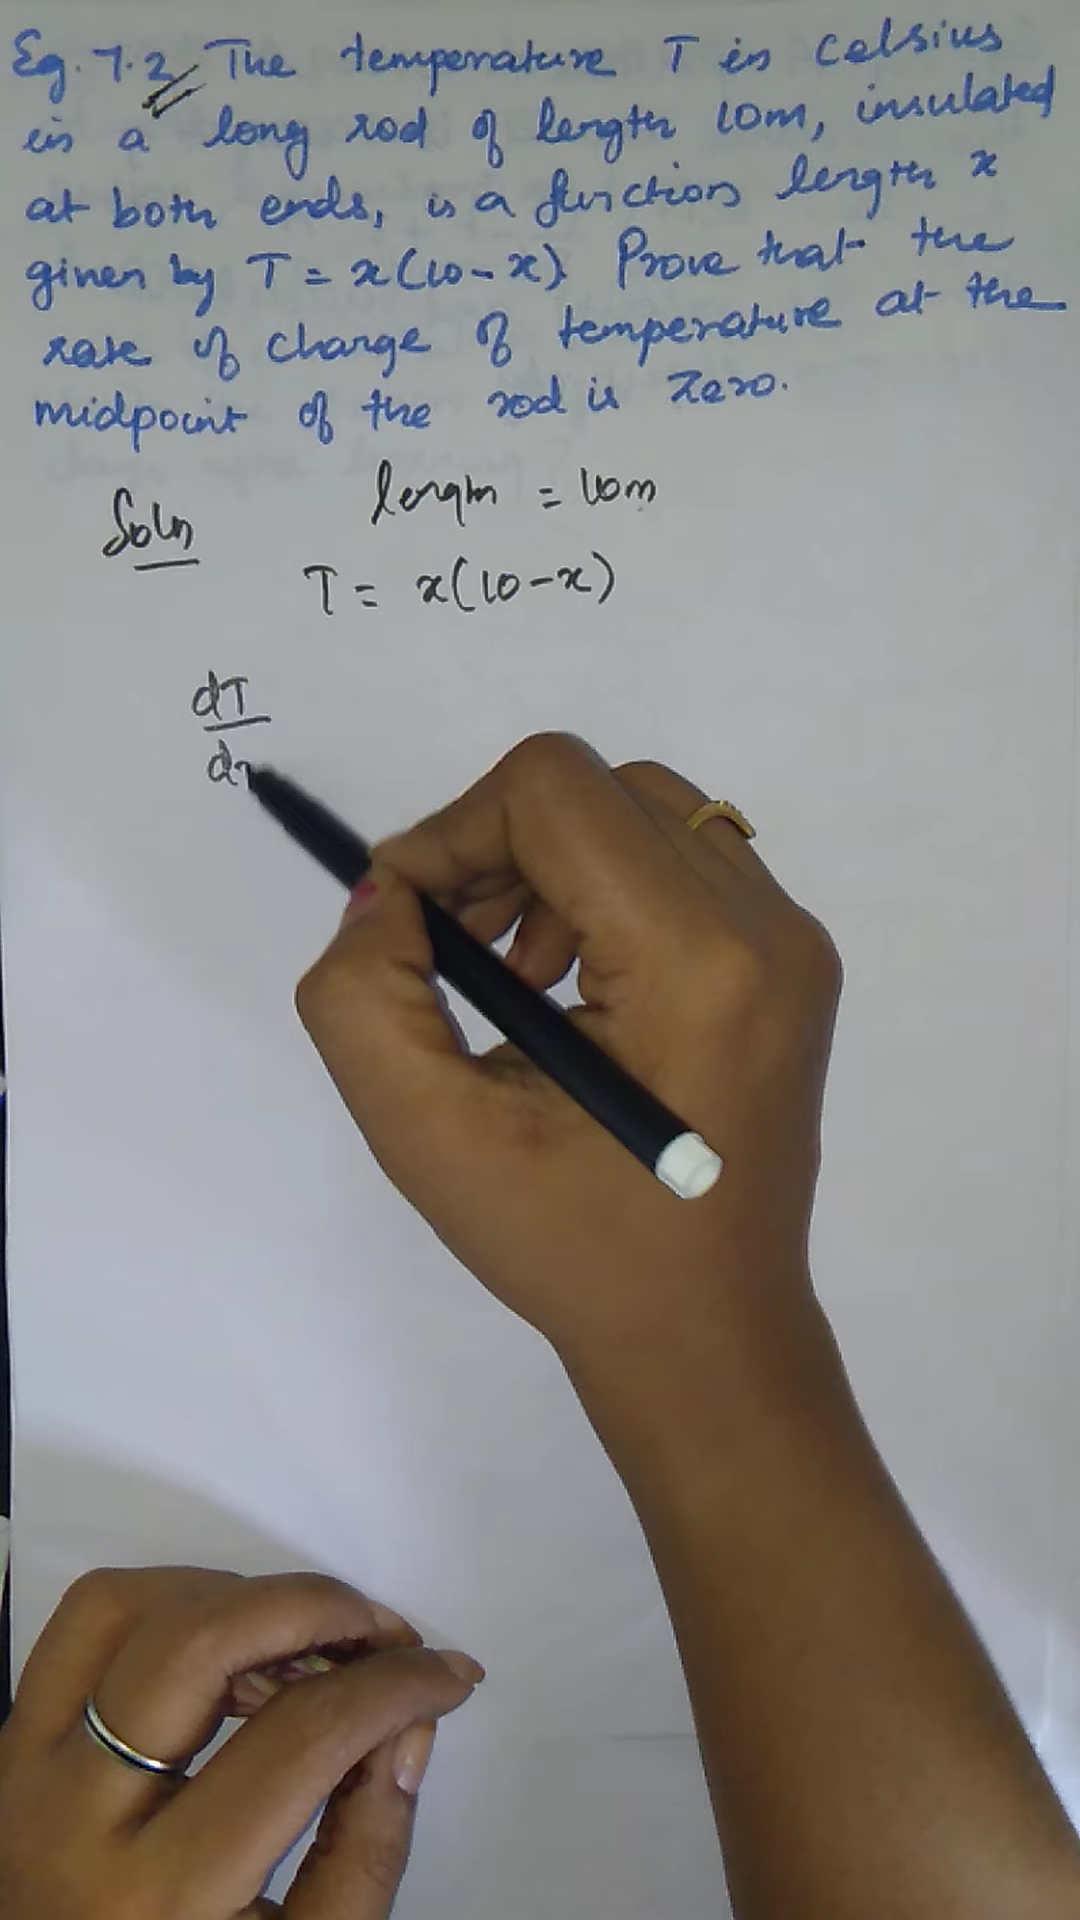 Eg. 7.2 The temperature T in Celsius
in a long rod of length 10m, insulated
at both ends, is a function length x
given by T = x(10-x). Prove that the
rate of change of temperature at the
midpoint of the rod is zero.
Soln length = 10m
T = x(10-x)
dT